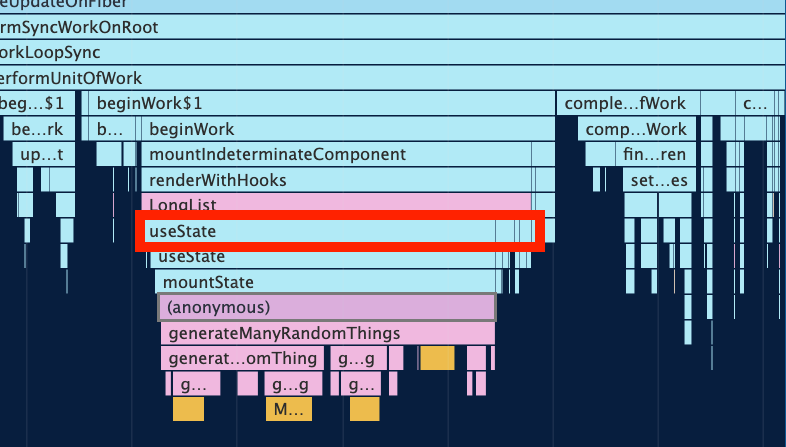 eUpdateOnFiber
rmSyncWorkOnRoot
orkLoopSync
erformUnitOfWork
beg…$1 beginWork$1 comple…fWork c…
be…rk b… beginWork comp…Work
up…t mountIndeterminateComponent fin…ren
renderWithHooks set…es
LongList
useState
useState
mountState
(anonymous)
generateManyRandomThings
generat…omThing g…g
g… g…g g…
M…